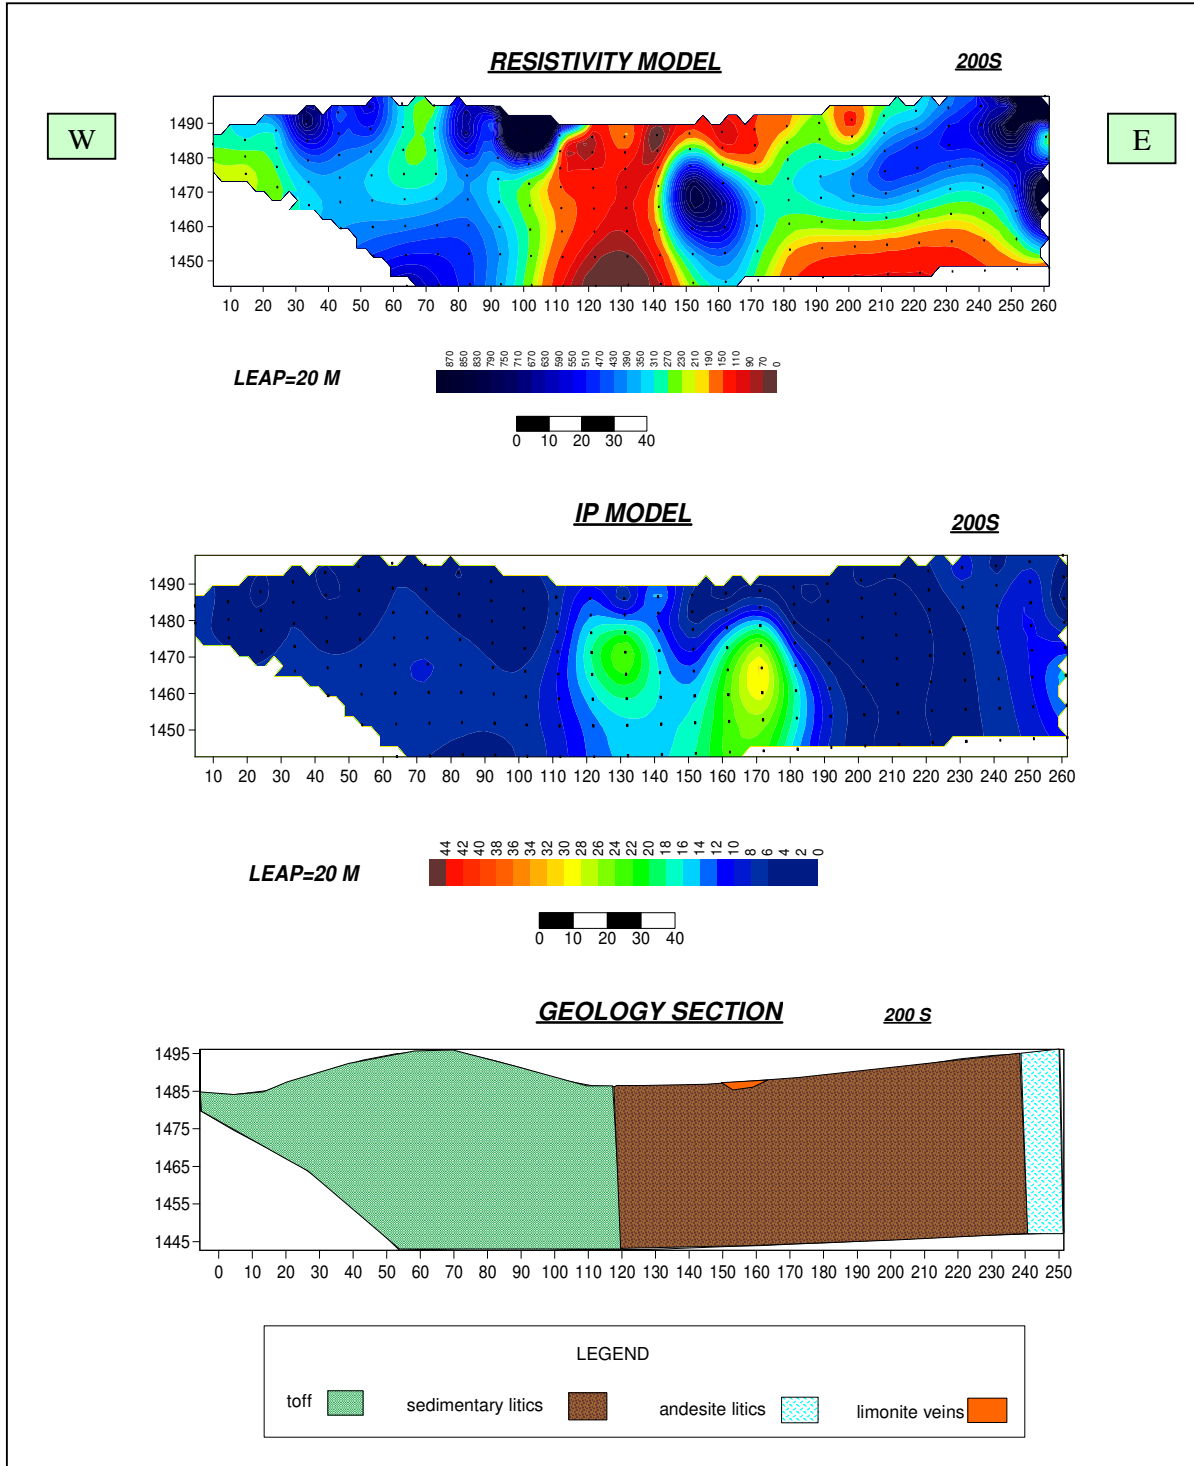 RESISTIVITY MODEL 200S
W
E
1490
1480
1470
1460
1450
10 20 30 40 50 60 70 80 90 100 110 120 130 140 150 160 170 180 190 200 210 220 230 240 250 260
LEAP=20 M
870 850 830 790 750 710 670 630 590 550 510 470 430 390 350 310 270 230 210 190 150 110 90 70 0
0 10 20 30 40
IP MODEL 200S
1490
1480
1470
1460
1450
10 20 30 40 50 60 70 80 90 100 110 120 130 140 150 160 170 180 190 200 210 220 230 240 250 260
LEAP=20 M
44 42 40 38 36 34 32 30 28 26 24 22 20 18 16 14 12 10 8 6 4 2 0
0 10 20 30 40
GEOLOGY SECTION 200 S
1495
1485
1475
1465
1455
1445
0 10 20 30 40 50 60 70 80 90 100 110 120 130 140 150 160 170 180 190 200 210 220 230 240 250
LEGEND
toff sedimentary litics andesite litics limonite veins